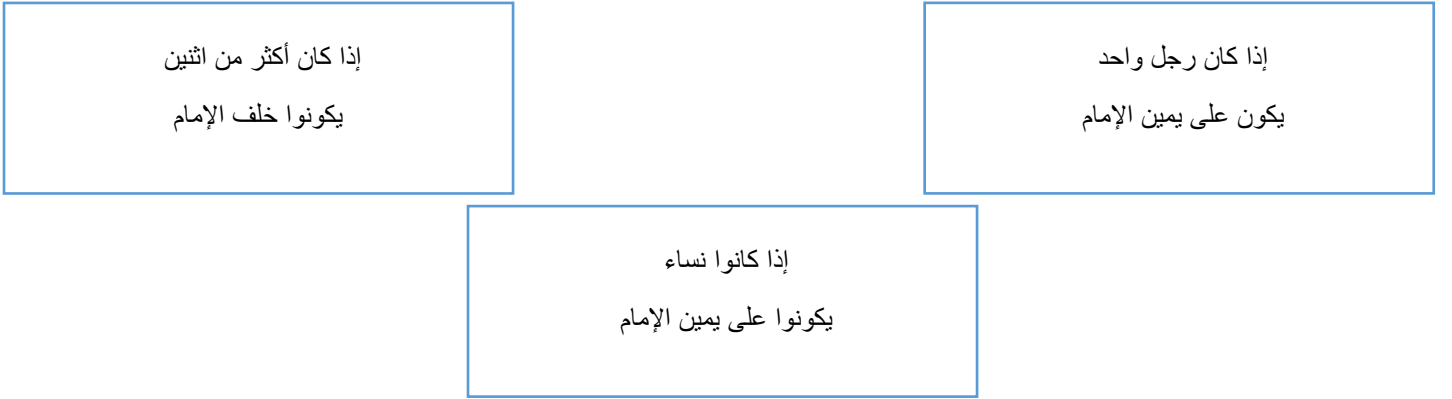 إذا كان رجل واحد
يكون على يمين الإمام
إذا كان أكثر من اثنين
يكونوا خلف الإمام
إذا كانوا نساء
يكونوا على يمين الإمام